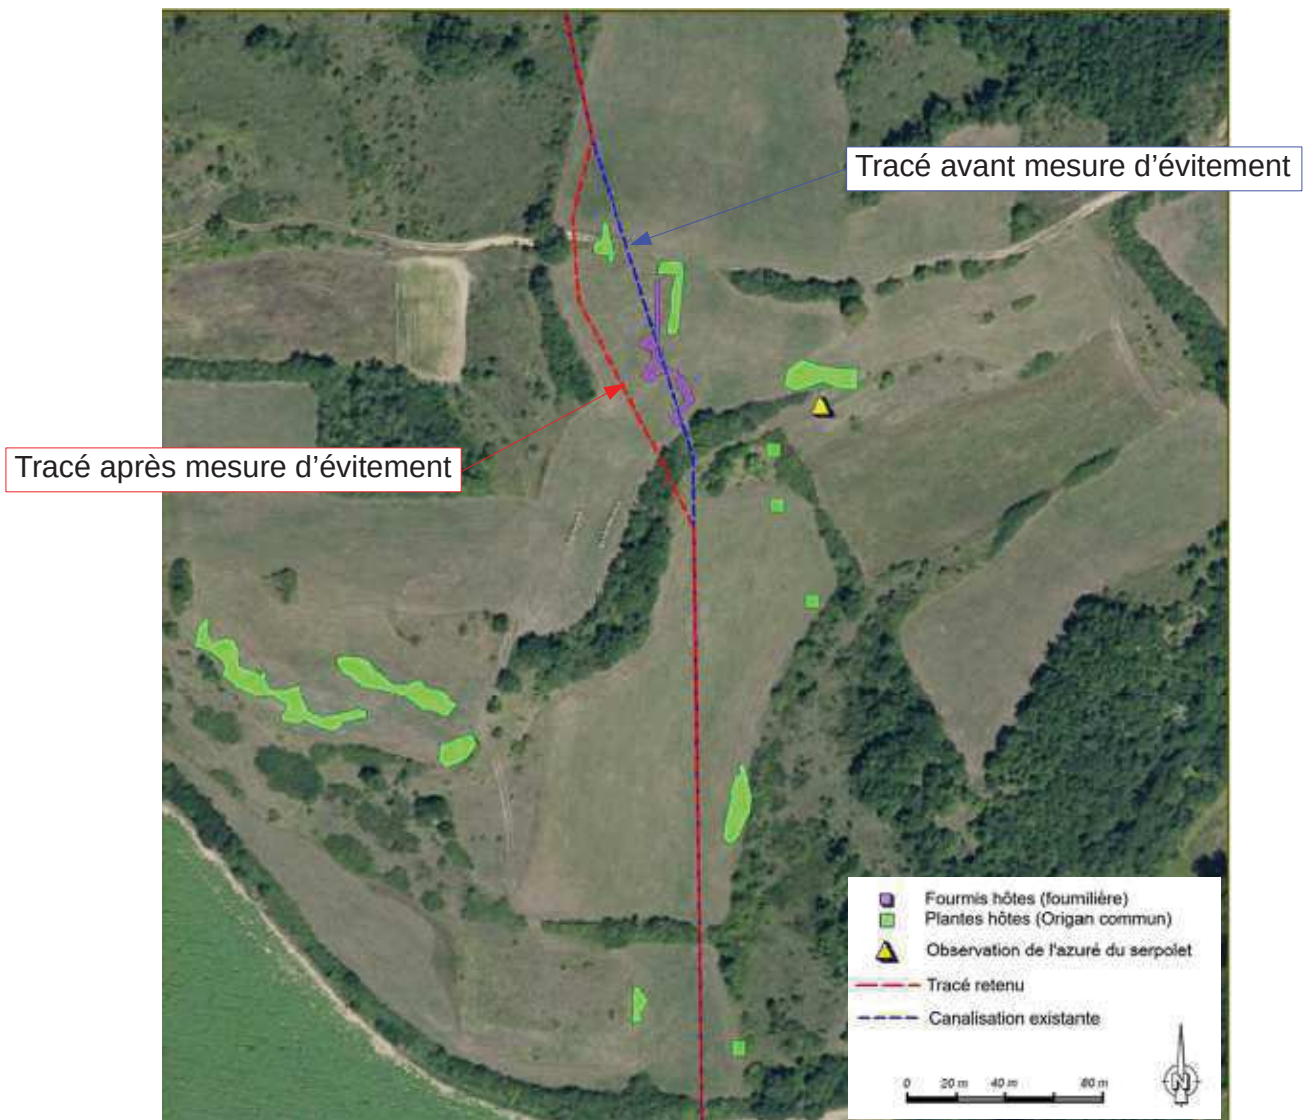 Tracé avant mesure d'évitement
Tracé après mesure d'évitement
Fourmis hôtes (foumilière)
Plantes hôtes (Origan commun)
Observation de l'azuré du serpolet
Tracé retenu
Canalisation existante
0 20 m 40 m 80 m
N